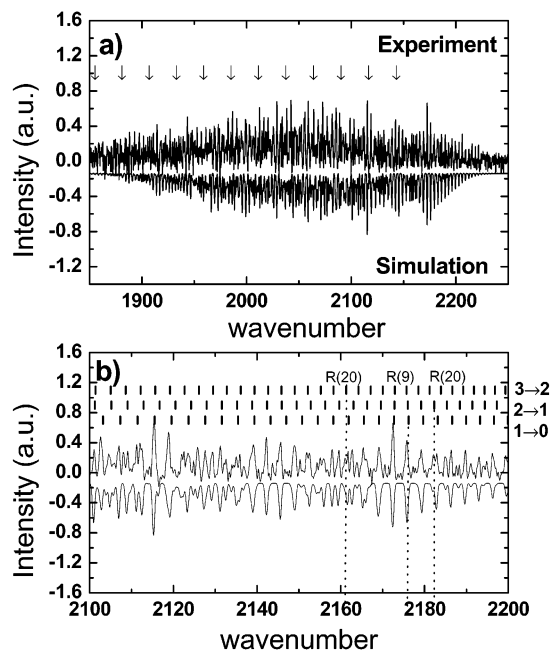 1.6
a)
Experiment
1.2
0.8
0.4
0.0
-0.4
-0.8
-1.2
Simulation
Intensity (a.u.)
1900 2000 2100 2200
wavenumber
1.6
b)
R(20) R(9) R(20)
1.2
3→2
0.8
2→1
1→0
0.4
0.0
-0.4
-0.8
-1.2
-1.6
Intensity (a.u.)
2100 2120 2140 2160 2180 2200
wavenumber